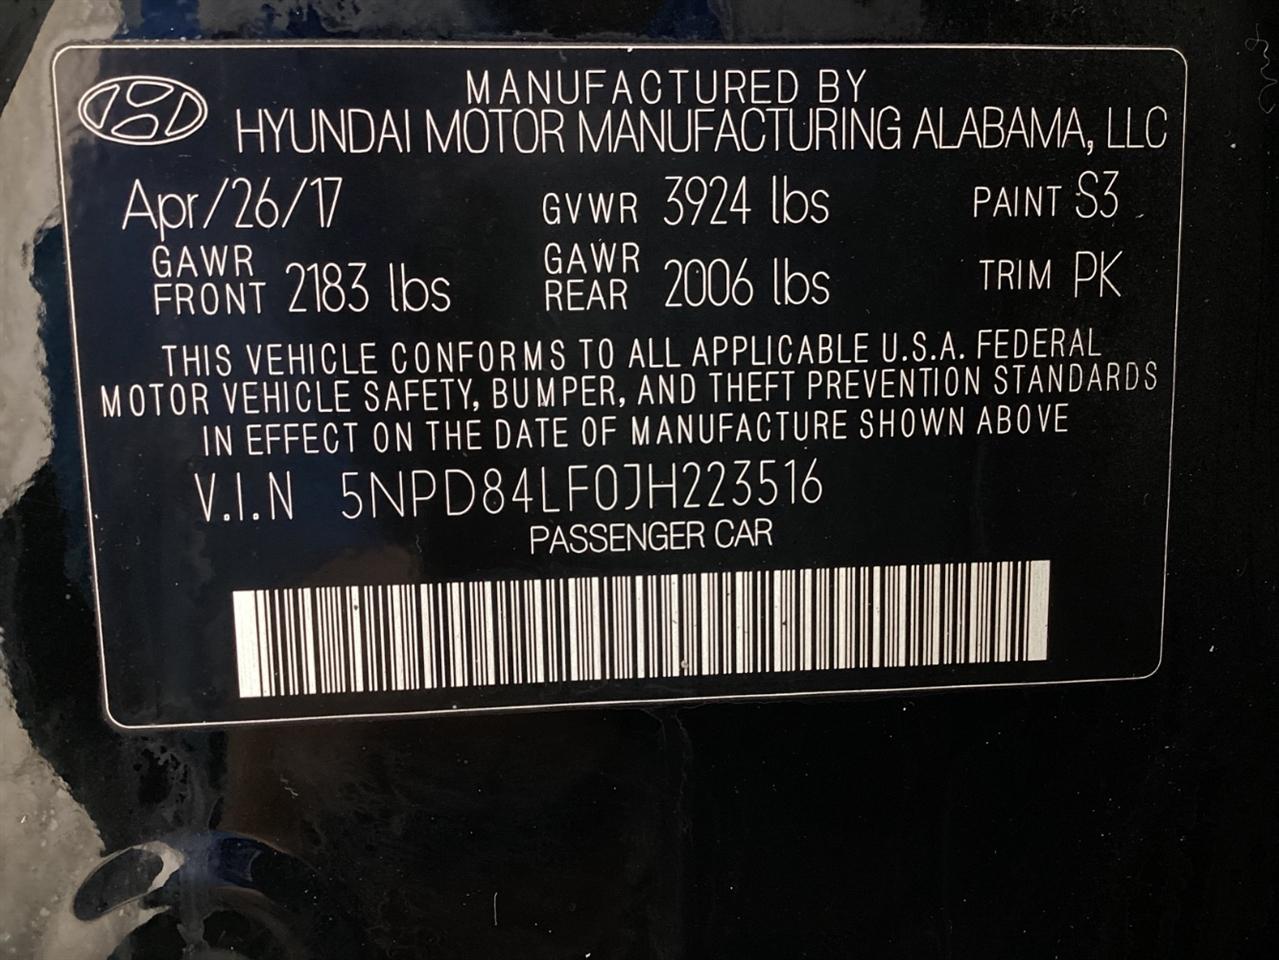 MANUFACTURED BY
HYUNDAI MOTOR MANUFACTURING ALABAMA, LLC
Apr/26/17 GVWR 3924 lbs PAINT S3
GAWR FRONT 2183 lbs GAWR REAR 2006 lbs TRIM PK
THIS VEHICLE CONFORMS TO ALL APPLICABLE U.S.A. FEDERAL
MOTOR VEHICLE SAFETY, BUMPER, AND THEFT PREVENTION STANDARDS
IN EFFECT ON THE DATE OF MANUFACTURE SHOWN ABOVE
V.I.N 5NPD84LF0JH223516
PASSENGER CAR